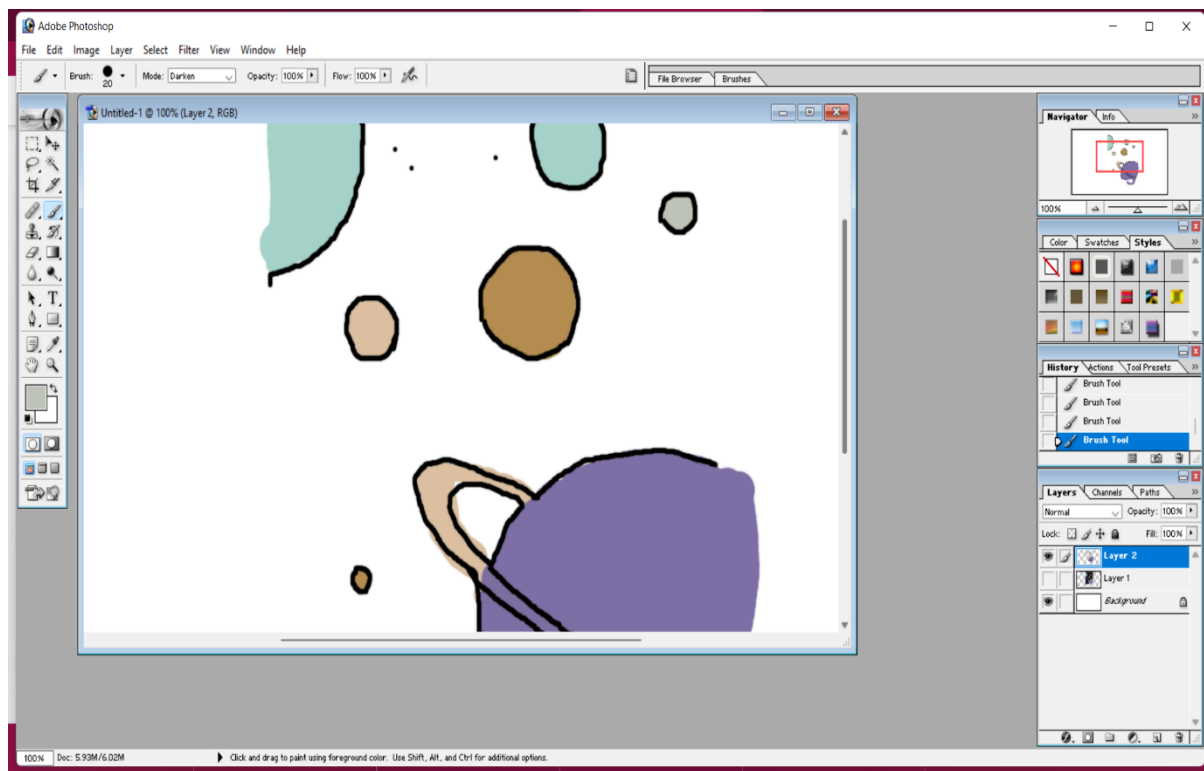 Adobe Photoshop
File Edit Image Layer Select Filter View Window Help
Brush: 20 Mode: Darken Opacity: 100% Flow: 100% File Browser Brushes
Untitled-1 @ 100% (Layer 2, RGB)
Navigator Info
100%
Color Swatches Styles
T
History Actions Tool Presets
Brush Tool
Brush Tool
Brush Tool
Brush Tool
Layers Channels Paths
Normal Opacity: 100%
Lock: Fill: 100%
Layer 2
Layer 1
Background
100% Doc: 5.93M/6.02M Click and drag to paint using foreground color. Use Shift, Alt, and Ctrl for additional options.